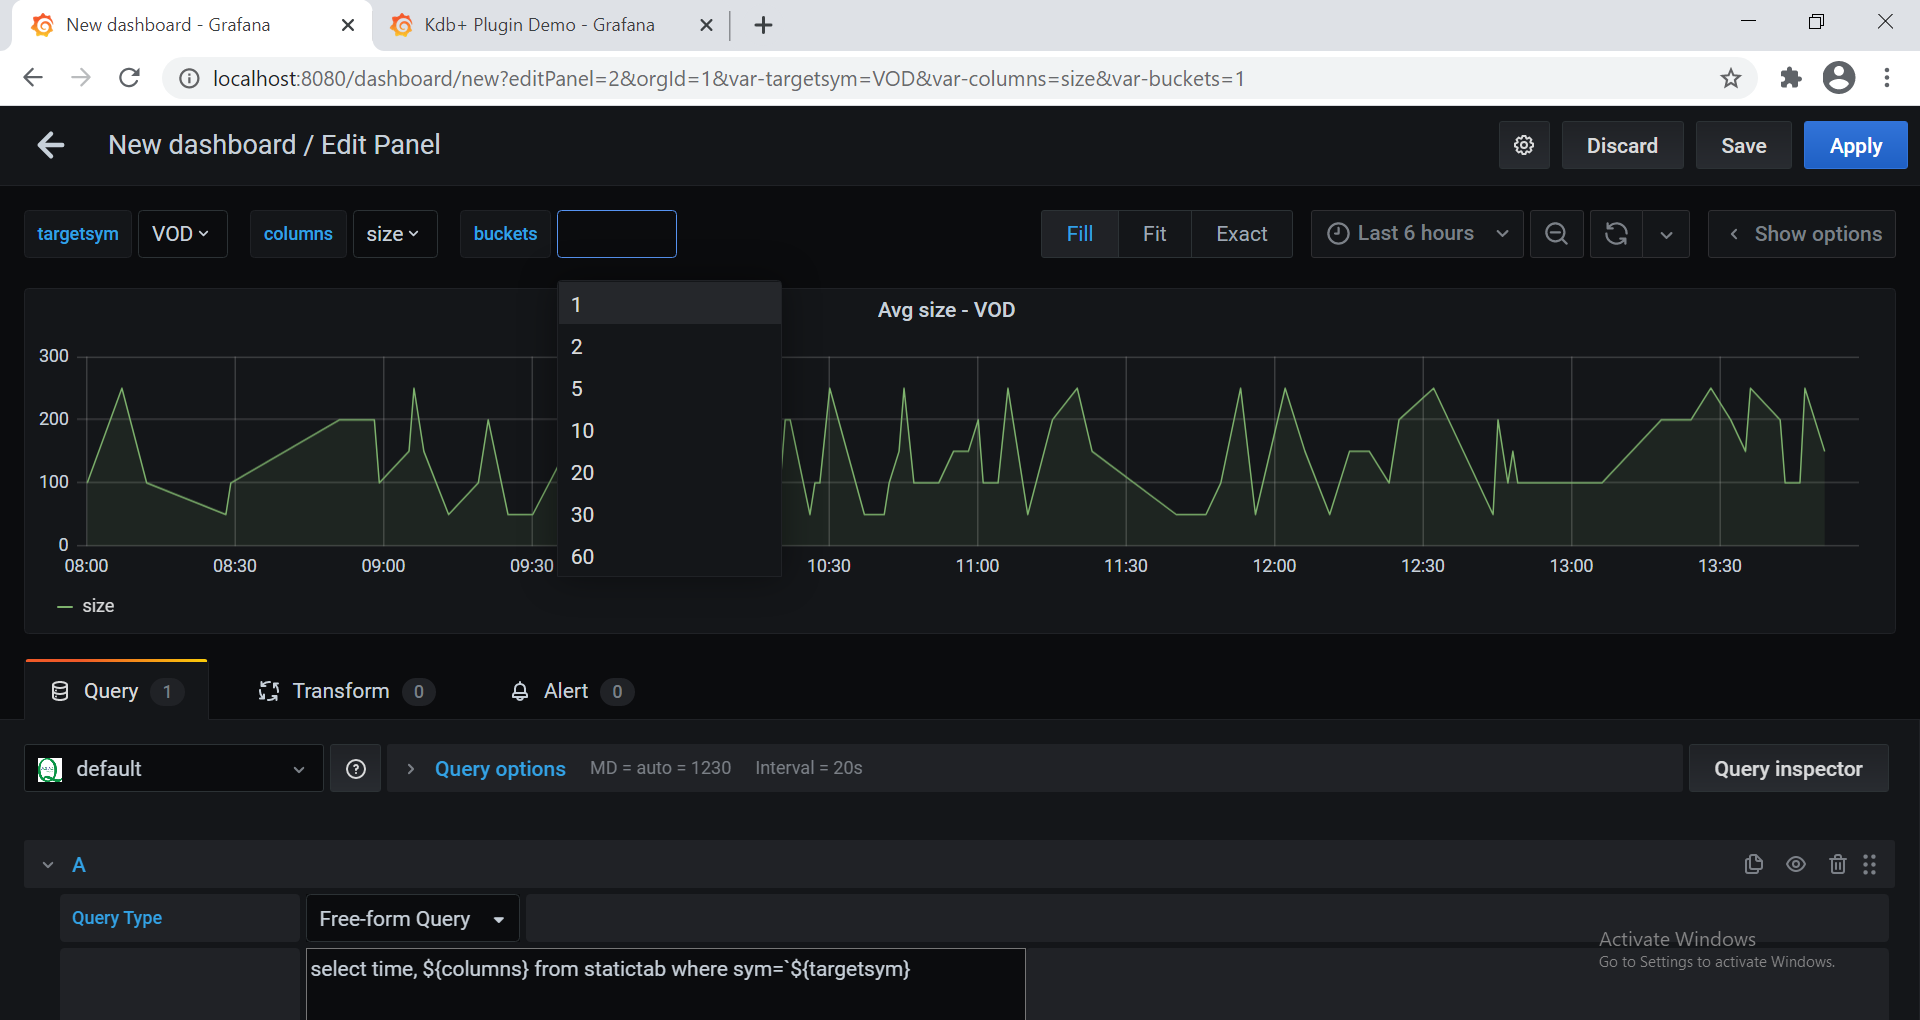 New dashboard - Grafana
Kdb+ Plugin Demo - Grafana
localhost:8080/dashboard/new?editPanel=2&orgId=1&var-targetsym=VOD&var-columns=size&var-buckets=1
New dashboard / Edit Panel
Discard
Save
Apply
targetsym
VOD
columns
size
buckets
Fill
Fit
Exact
Last 6 hours
Show options
1
2
5
10
20
30
60
Avg size - VOD
300
200
100
0
08:00
08:30
09:00
09:30
10:30
11:00
11:30
12:00
12:30
13:00
13:30
size
Query 1
Transform 0
Alert 0
default
Query options MD = auto = 1230 Interval = 20s
Query inspector
A
Query Type
Free-form Query
select time, ${columns} from statictab where sym=`${targetsym}
Activate Windows
Go to Settings to activate Windows.